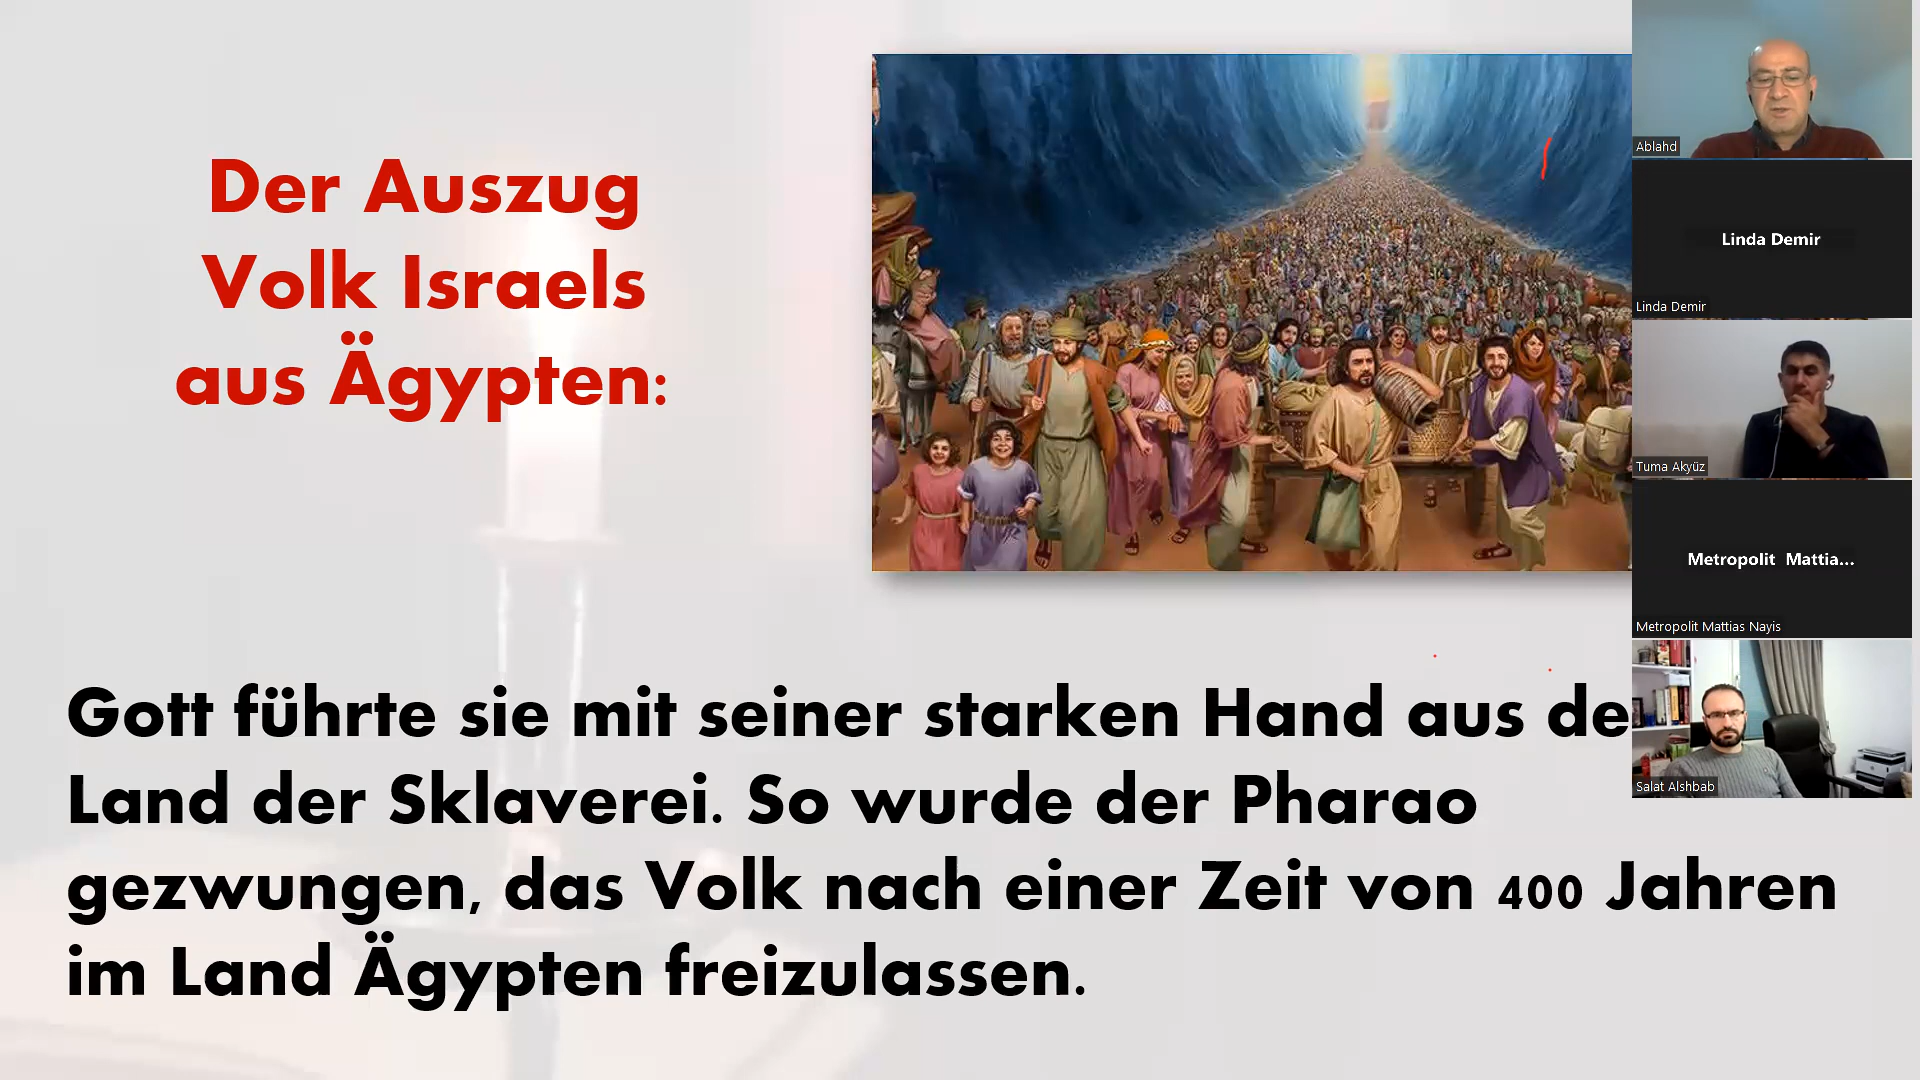 Der Auszug
Volk Israels
aus Ägypten:
Gott führte sie mit seiner starken Hand aus de
Land der Sklaverei. So wurde der Pharao
gezwungen, das Volk nach einer Zeit von 400 Jahren
im Land Ägypten freizulassen.
Ablahd
Linda Demir
Linda Demir
Tuma Akyüz
Metropolit Mattia...
Metropolit Mattias Nayis
Salat Alshbab